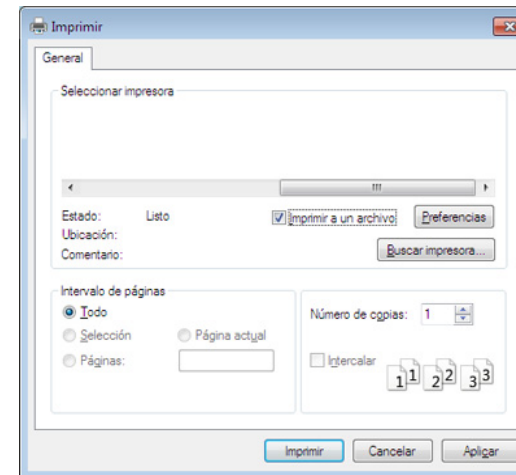 Imprimir
General
Seleccionar impresora
Estado: Listo
Imprimir a un archivo
Preferencias
Ubicación:
Comentario:
Buscar impresora...
Intervalo de páginas
Todo
Selección
Página actual
Páginas:
Número de copias: 1
Intercalar
1 1 2 2 3 3
Imprimir
Cancelar
Aplicar